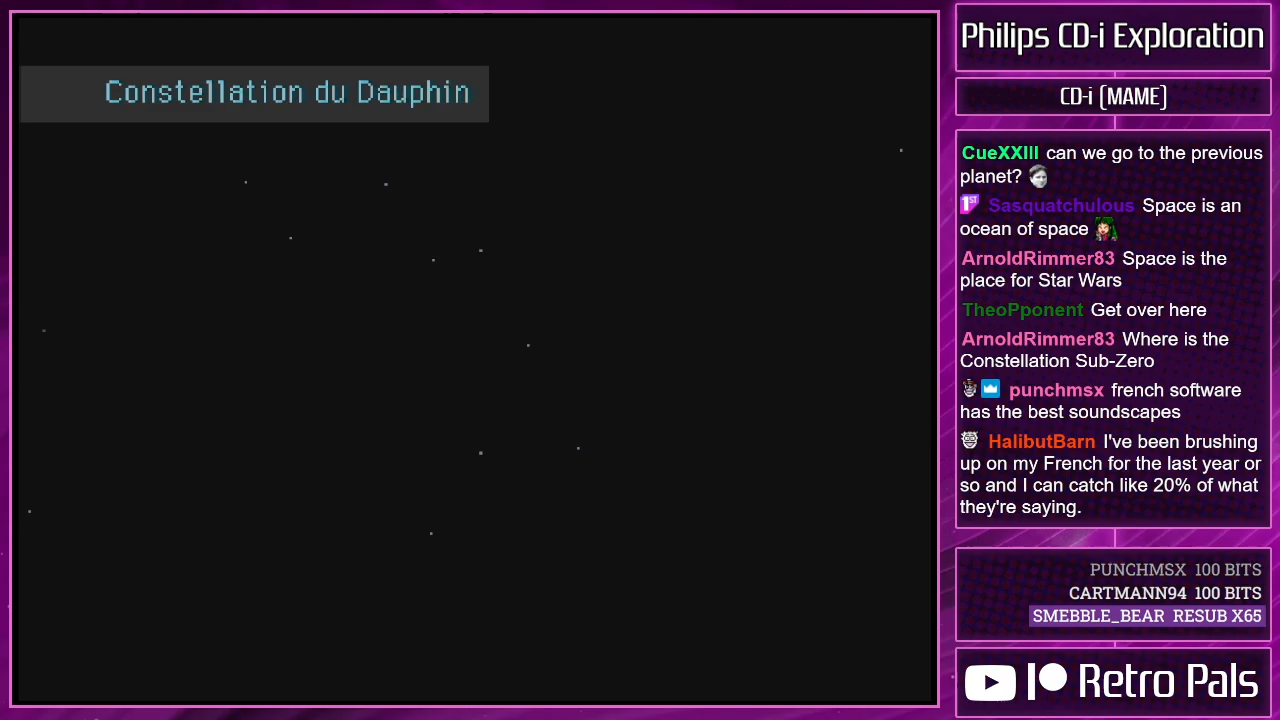 Constellation du Dauphin
Philips CD-i Exploration
CD-i [MAME]
CueXXIII can we go to the previous
planet?
1ST Sasquatchulous Space is an
ocean of space
ArnoldRimmer83 Space is the
place for Star Wars
TheoPponent Get over here
ArnoldRimmer83 Where is the
Constellation Sub-Zero
punchmsx french software
has the best soundscapes
HalibutBarn I've been brushing
up on my French for the last year or
so and I can catch like 20% of what
they're saying.
PUNCHMSX 100 BITS
CARTMANN94 100 BITS
SMEBBLE_BEAR RESUB X65
Retro Pals